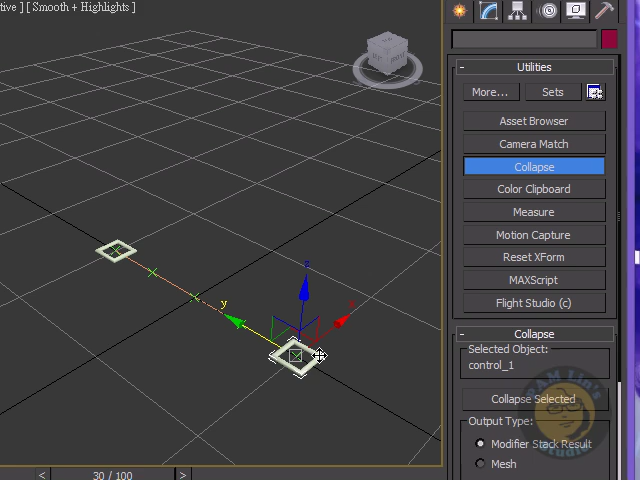 tive ] [ Smooth + Highlights ]
Utilities
More...
Sets
Asset Browser
Camera Match
Collapse
Color Clipboard
Measure
Motion Capture
Reset XForm
MAXScript
Flight Studio (c)
Collapse
Selected Object:
control_1
Collapse Selected
Output Type:
Modifier Stack Result
Mesh
z
y
30 / 100